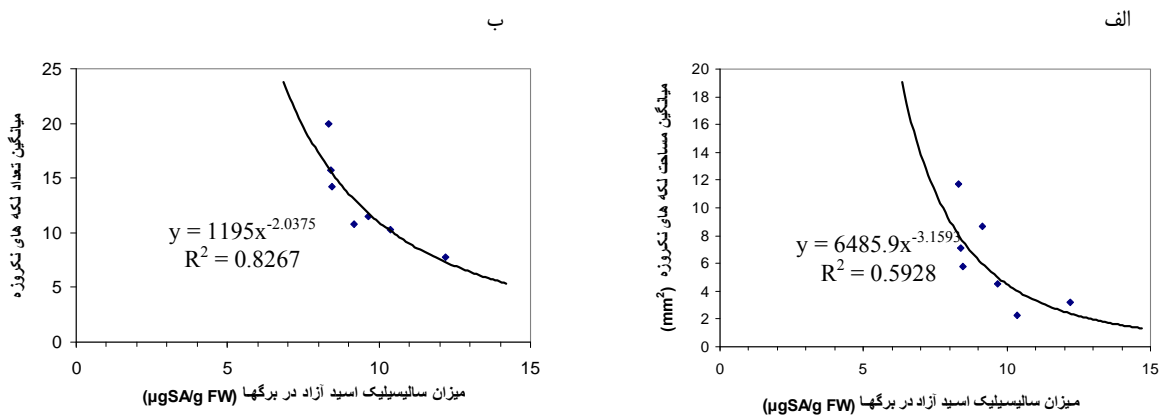 الف
میانگین مساحت لکه های نکروزه (mm²)
20
18
16
14
12
10
8
6
4
2
0
y = 6485.9x^-3.1593
R² = 0.5928
0 5 10 15
میزان سالیسیلیک اسید آزاد در برگها (µgSA/g FW)
ب
میانگین تعداد لکه های نکروزه
25
20
15
10
5
0
y = 1195x^-2.0375
R² = 0.8267
0 5 10 15
میزان سالیسیلیک اسید آزاد در برگها (µgSA/g FW)